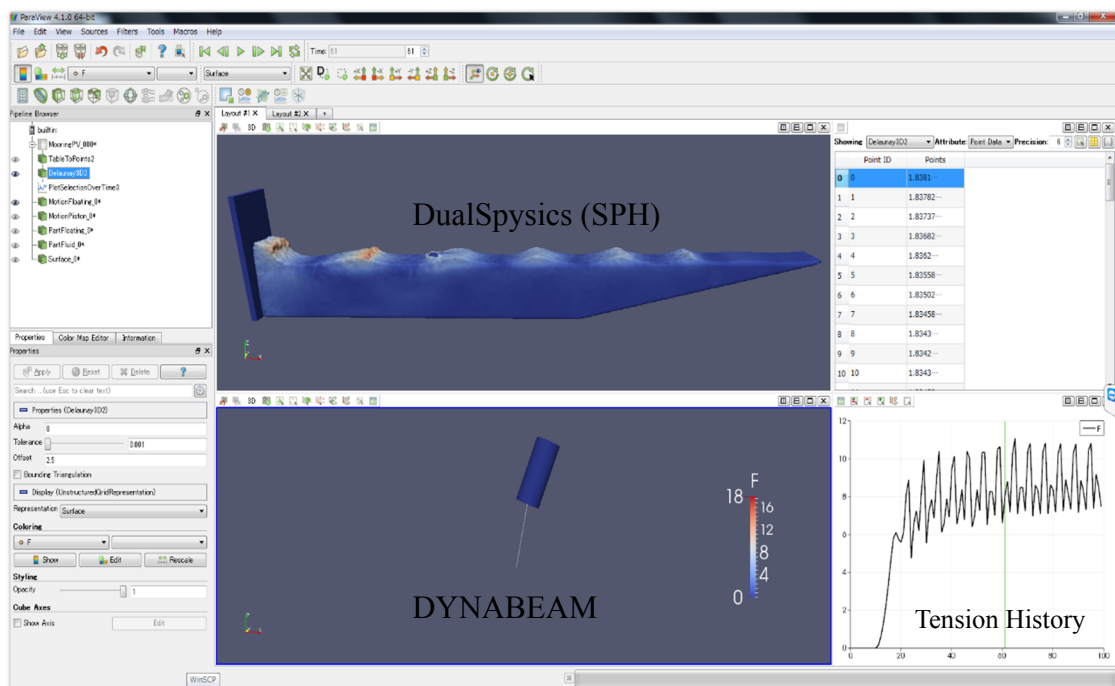 ParaView 4.1.0 64-bit
File Edit View Sources Filters Tools Macros Help
Time: 61 61
F
Surface
Pipeline Browser
Layout #1 X Layout #2 X +
builtin:
MooringPV_000*
TableToPoints2
Delaunay3D2
PlotSelectionOverTime3
MotionFloating_0*
MotionPiston_0*
PartFloating_0*
PartFluid_0*
Surface_0*
3D
DualSpysics (SPH)
Showing Delaunay3D2 Attribute: Point Data Precision: 6
Point ID Points
0 0 1.8381...
1 1 1.83782...
2 2 1.83737...
3 3 1.83682...
4 4 1.8362...
5 5 1.83558...
6 6 1.83502...
7 7 1.83458...
8 8 1.8343...
9 9 1.8342...
10 10 1.8343...
Properties Color Map Editor Information
Properties
Apply Reset Delete ?
Search ... (use Esc to clear text)
Properties (Delaunay3D2)
Alpha 0
Tolerance 0.001
Offset 2.5
Bounding Triangulation
Display (UnstructuredGridRepresentation)
Representation Surface
Coloring
F
Show Edit Rescale
Styling
Opacity 1
Cube Axes
Show Axis Edit
3D
F
18
16
12
8
4
0
DYNABEAM
F
12
10
8
6
4
2
0
0 20 40 60 80 100
Tension History
WinSCP